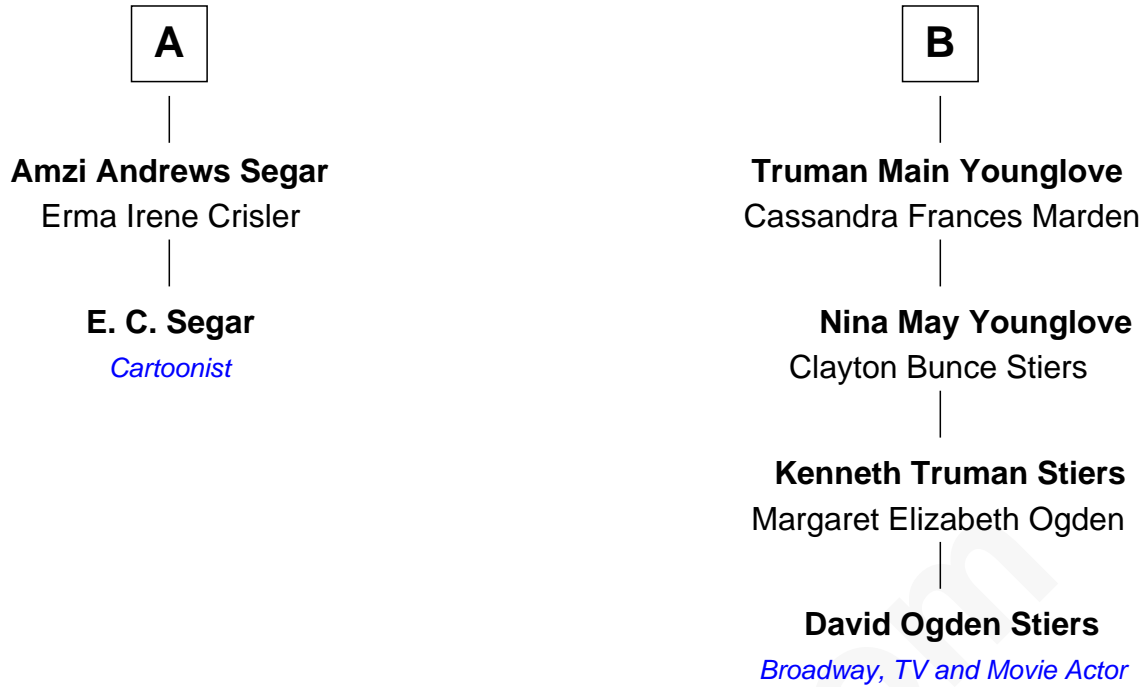 A
Amzi Andrews Segar
Erma Irene Crisler
E. C. Segar
Cartoonist
B
Truman Main Younglove
Cassandra Frances Marden
Nina May Younglove
Clayton Bunce Stiers
Kenneth Truman Stiers
Margaret Elizabeth Ogden
David Ogden Stiers
Broadway, TV and Movie Actor